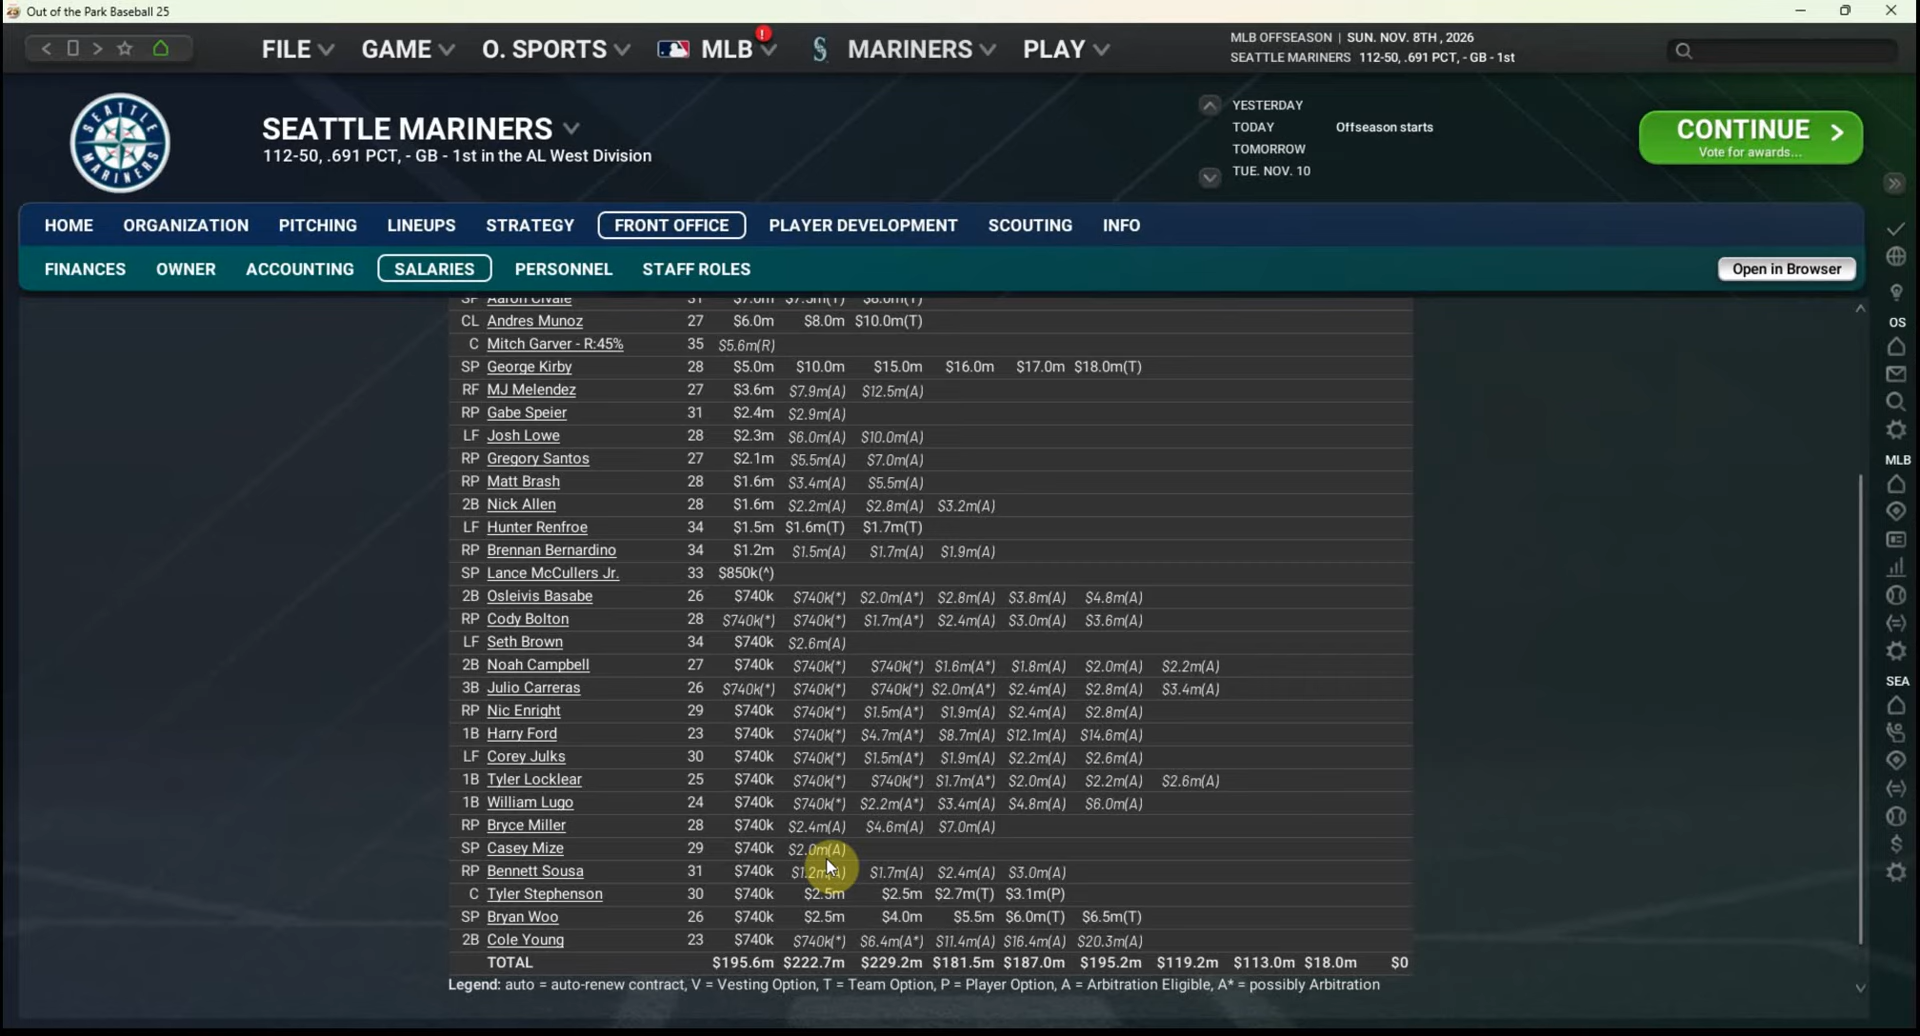 Out of the Park Baseball 25
FILE GAME O. SPORTS MLB MARINERS PLAY
MLB OFFSEASON | SUN. NOV. 8TH , 2026
SEATTLE MARINERS 112-50, .691 PCT, - GB - 1st
SEATTLE MARINERS
SEATTLE MARINERS
112-50, .691 PCT, - GB - 1st in the AL West Division
YESTERDAY
TODAY Offseason starts
TOMORROW
TUE. NOV. 10
CONTINUE
Vote for awards...
HOME ORGANIZATION PITCHING LINEUPS STRATEGY FRONT OFFICE PLAYER DEVELOPMENT SCOUTING INFO
FINANCES OWNER ACCOUNTING SALARIES PERSONNEL STAFF ROLES Open in Browser
SP Aaron Civale 31 $7.0m $7.5m(T) $8.0m(T)
CL Andres Munoz 27 $6.0m $8.0m $10.0m(T)
C Mitch Garver - R:45% 35 $5.6m(R)
SP George Kirby 28 $5.0m $10.0m $15.0m $16.0m $17.0m $18.0m(T)
RF MJ Melendez 27 $3.6m $7.9m(A) $12.5m(A)
RP Gabe Speier 31 $2.4m $2.9m(A)
LF Josh Lowe 28 $2.3m $6.0m(A) $10.0m(A)
RP Gregory Santos 27 $2.1m $5.5m(A) $7.0m(A)
RP Matt Brash 28 $1.6m $3.4m(A) $5.5m(A)
2B Nick Allen 28 $1.6m $2.2m(A) $2.8m(A) $3.2m(A)
LF Hunter Renfroe 34 $1.5m $1.6m(T) $1.7m(T)
RP Brennan Bernardino 34 $1.2m $1.5m(A) $1.7m(A) $1.9m(A)
SP Lance McCullers Jr. 33 $850k(^)
2B Osleivis Basabe 26 $740k $740k(*) $2.0m(A*) $2.8m(A) $3.8m(A) $4.8m(A)
RP Cody Bolton 28 $740k(*) $740k(*) $1.7m(A*) $2.4m(A) $3.0m(A) $3.6m(A)
LF Seth Brown 34 $740k $2.6m(A)
2B Noah Campbell 27 $740k $740k(*) $740k(*) $1.6m(A*) $1.8m(A) $2.0m(A) $2.2m(A)
3B Julio Carreras 26 $740k(*) $740k(*) $740k(*) $2.0m(A*) $2.4m(A) $2.8m(A) $3.4m(A)
RP Nic Enright 29 $740k $740k(*) $1.5m(A*) $1.9m(A) $2.4m(A) $2.8m(A)
1B Harry Ford 23 $740k $740k(*) $4.7m(A*) $8.7m(A) $12.1m(A) $14.6m(A)
LF Corey Julks 30 $740k $740k(*) $1.5m(A*) $1.9m(A) $2.2m(A) $2.6m(A)
1B Tyler Locklear 25 $740k $740k(*) $740k(*) $1.7m(A*) $2.0m(A) $2.2m(A) $2.6m(A)
1B William Lugo 24 $740k $740k(*) $2.2m(A*) $3.4m(A) $4.8m(A) $6.0m(A)
RP Bryce Miller 28 $740k $2.4m(A) $4.6m(A) $7.0m(A)
SP Casey Mize 29 $740k $2.0m(A)
RP Bennett Sousa 31 $740k $1.2m(A) $1.7m(A) $2.4m(A) $3.0m(A)
C Tyler Stephenson 30 $740k $2.5m $2.5m $2.7m(T) $3.1m(P)
SP Bryan Woo 26 $740k $2.5m $4.0m $5.5m $6.0m(T) $6.5m(T)
2B Cole Young 23 $740k $740k(*) $6.4m(A*) $11.4m(A) $16.4m(A) $20.3m(A)
TOTAL $195.6m $222.7m $229.2m $181.5m $187.0m $195.2m $119.2m $113.0m $18.0m $0
Legend: auto = auto-renew contract, V = Vesting Option, T = Team Option, P = Player Option, A = Arbitration Eligible, A* = possibly Arbitration
OS
MLB
SEA